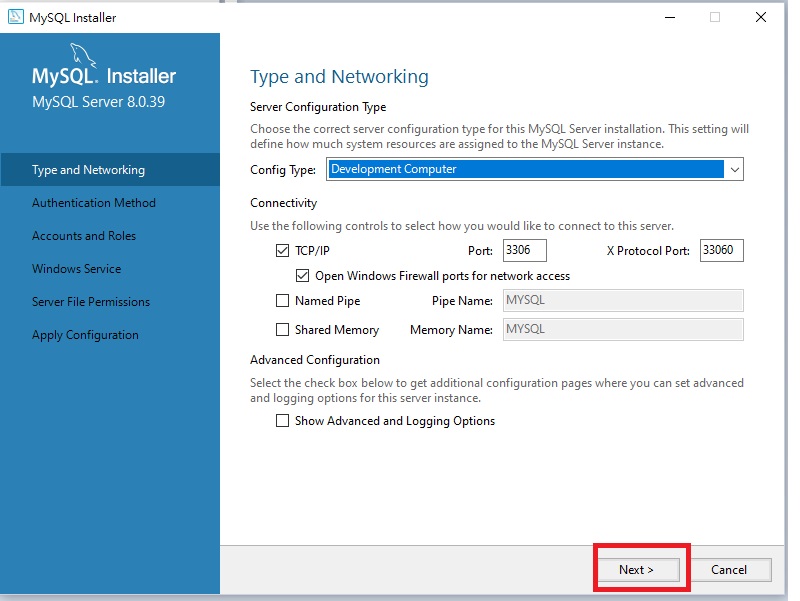 MySQL Installer
MySQL. Installer
MySQL Server 8.0.39
Type and Networking
Authentication Method
Accounts and Roles
Windows Service
Server File Permissions
Apply Configuration
Type and Networking
Server Configuration Type
Choose the correct server configuration type for this MySQL Server installation. This setting will
define how much system resources are assigned to the MySQL Server instance.
Config Type: Development Computer
Connectivity
Use the following controls to select how you would like to connect to this server.
TCP/IP Port: 3306 X Protocol Port: 33060
Open Windows Firewall ports for network access
Named Pipe Pipe Name: MYSQL
Shared Memory Memory Name: MYSQL
Advanced Configuration
Select the check box below to get additional configuration pages where you can set advanced
and logging options for this server instance.
Show Advanced and Logging Options
Next > Cancel